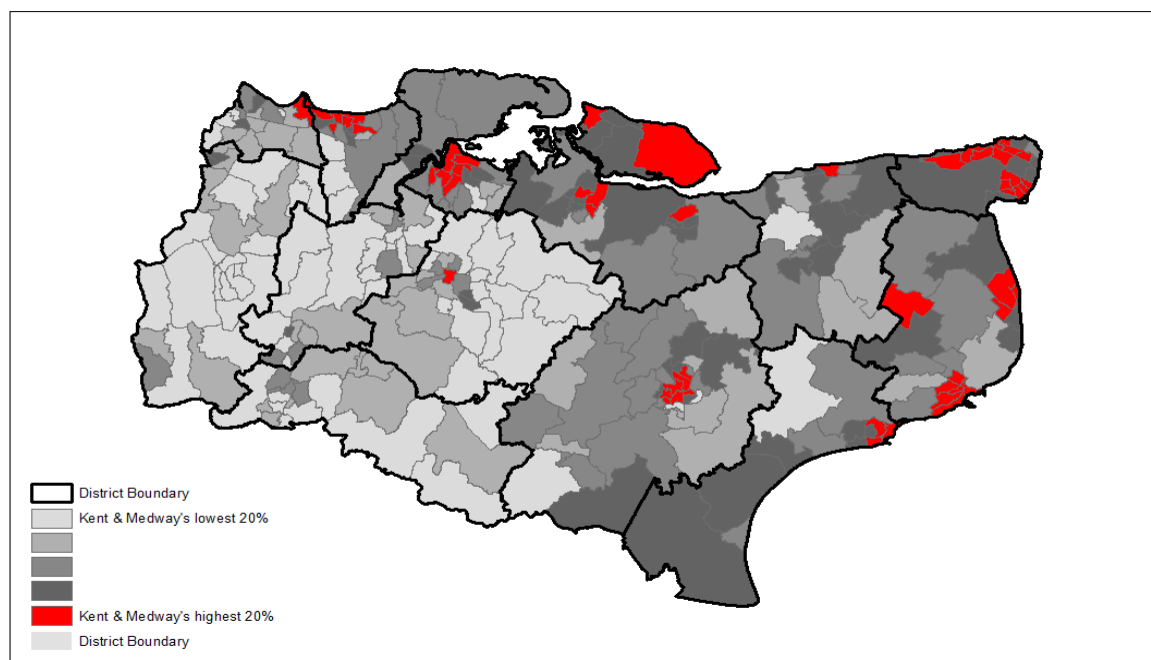 District Boundary
Kent & Medway's lowest 20%
Kent & Medway's highest 20%
District Boundary